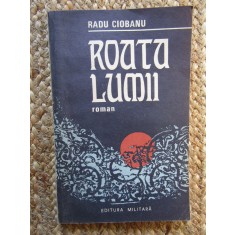 RADU CIOBANU
ROATA
LUMII
roman
EDITURA MILITARĂ